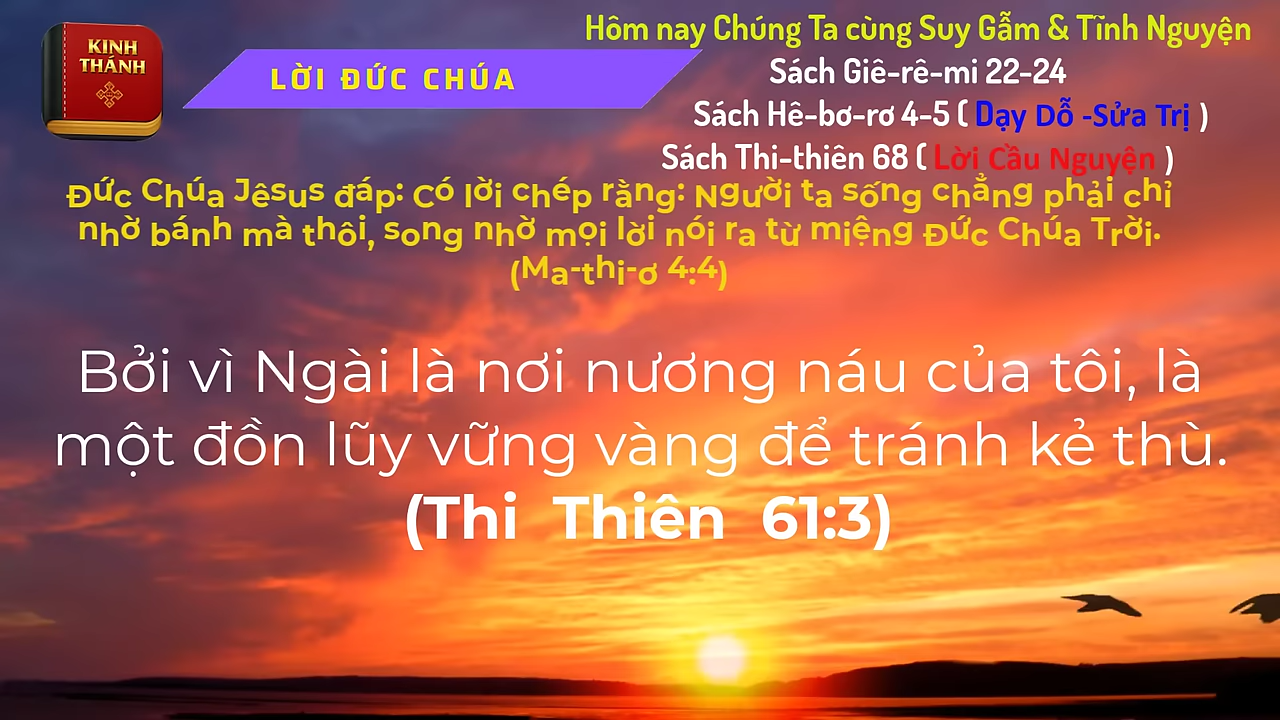 KINH
THÁNH
LỜI ĐỨC CHÚA
Hôm nay Chúng Ta cùng Suy Gẫm & Tĩnh Nguyện
Sách Giê-rê-mi 22-24
Sách Hê-bơ-rơ 4-5 ( Dạy Dỗ -Sửa Trị )
Sách Thi-thiên 68 ( Lời Cầu Nguyện )
Đức Chúa Jêsus đáp: Có lời chép rằng: Người ta sống chẳng phải chỉ
nhờ bánh mà thôi, song nhờ mọi lời nói ra từ miệng Đức Chúa Trời.
(Ma-thi-ơ 4:4)
Bởi vì Ngài là nơi nương náu của tôi, là
một đồn lũy vững vàng để tránh kẻ thù.
(Thi Thiên 61:3)